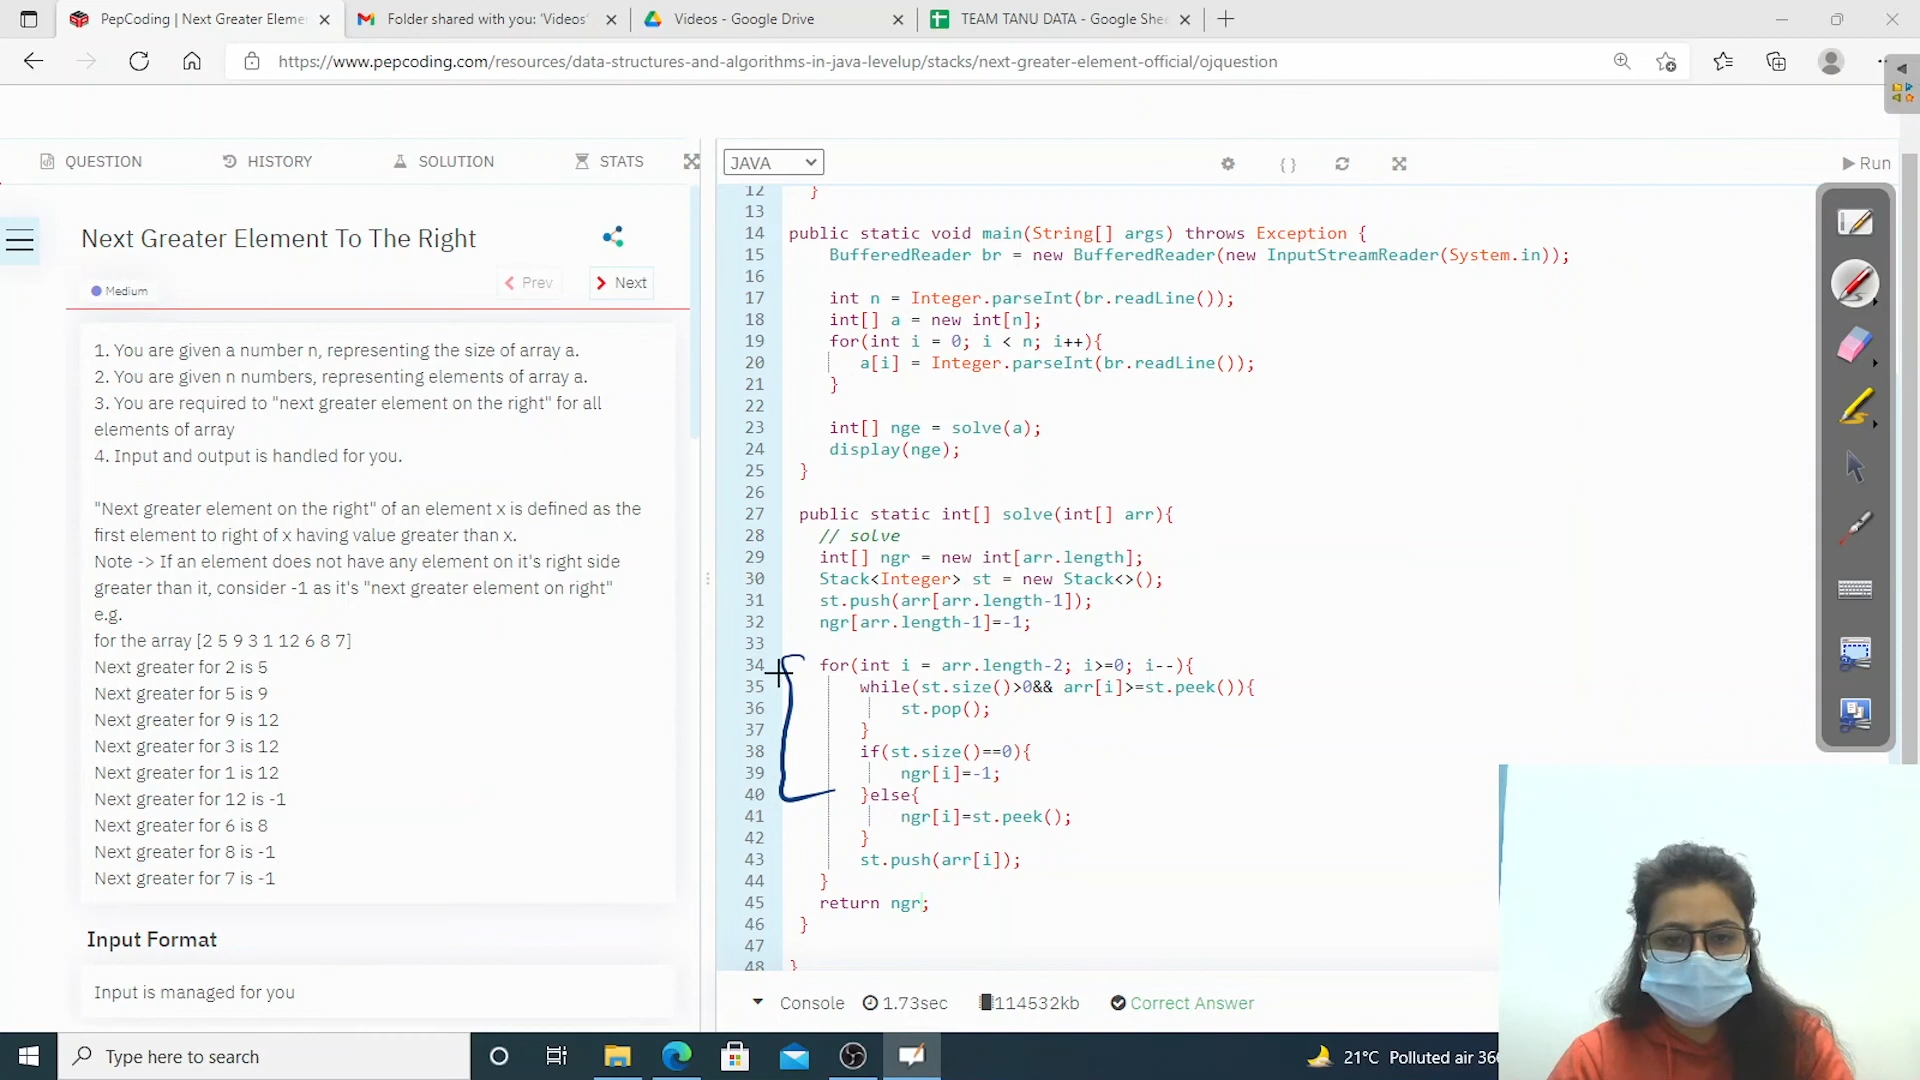 PepCoding | Next Greater Eleme
Folder shared with you: 'Videos'
Videos - Google Drive
TEAM TANU DATA - Google She
https://www.pepcoding.com/resources/data-structures-and-algorithms-in-java-levelup/stacks/next-greater-element-official/ojquestion
QUESTION
HISTORY
SOLUTION
STATS
JAVA
Run
Next Greater Element To The Right
Medium
Prev
Next
1. You are given a number n, representing the size of array a.
2. You are given n numbers, representing elements of array a.
3. You are required to "next greater element on the right" for all
elements of array
4. Input and output is handled for you.
"Next greater element on the right" of an element x is defined as the
first element to right of x having value greater than x.
Note -> If an element does not have any element on it's right side
greater than it, consider -1 as it's "next greater element on right"
e.g.
for the array [2 5 9 3 1 12 6 8 7]
Next greater for 2 is 5
Next greater for 5 is 9
Next greater for 9 is 12
Next greater for 3 is 12
Next greater for 1 is 12
Next greater for 12 is -1
Next greater for 6 is 8
Next greater for 8 is -1
Next greater for 7 is -1
Input Format
Input is managed for you
12 }
13
14 public static void main(String[] args) throws Exception {
15 BufferedReader br = new BufferedReader(new InputStreamReader(System.in));
16
17 int n = Integer.parseInt(br.readLine());
18 int[] a = new int[n];
19 for(int i = 0; i < n; i++){
20 a[i] = Integer.parseInt(br.readLine());
21 }
22
23 int[] nge = solve(a);
24 display(nge);
25 }
26
27 public static int[] solve(int[] arr){
28 // solve
29 int[] ngr = new int[arr.length];
30 Stack<Integer> st = new Stack<>();
31 st.push(arr[arr.length-1]);
32 ngr[arr.length-1]=-1;
33
34 for(int i = arr.length-2; i>=0; i--){
35 while(st.size()>0&& arr[i]>=st.peek()){
36 st.pop();
37 }
38 if(st.size()==0){
39 ngr[i]=-1;
40 }else{
41 ngr[i]=st.peek();
42 }
43 st.push(arr[i]);
44 }
45 return ngr;
46 }
47
48 }
Console 1.73sec 114532kb Correct Answer
Type here to search
21°C Polluted air 36